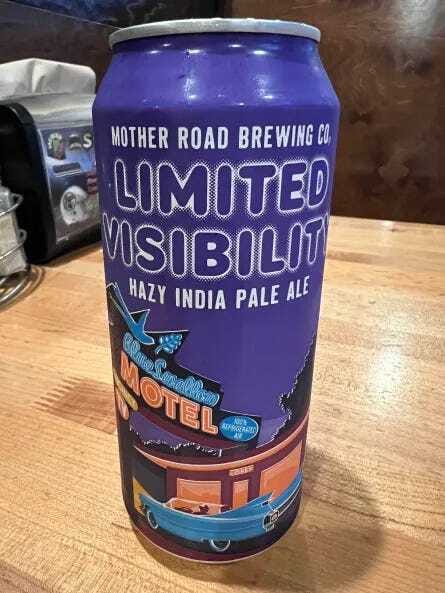 MOTHER ROAD BREWING CO.
LIMITED
VISIBILITY
HAZY INDIA PALE ALE
Blue Swallow
MOTEL
100%
REFRIGERATED
AIR